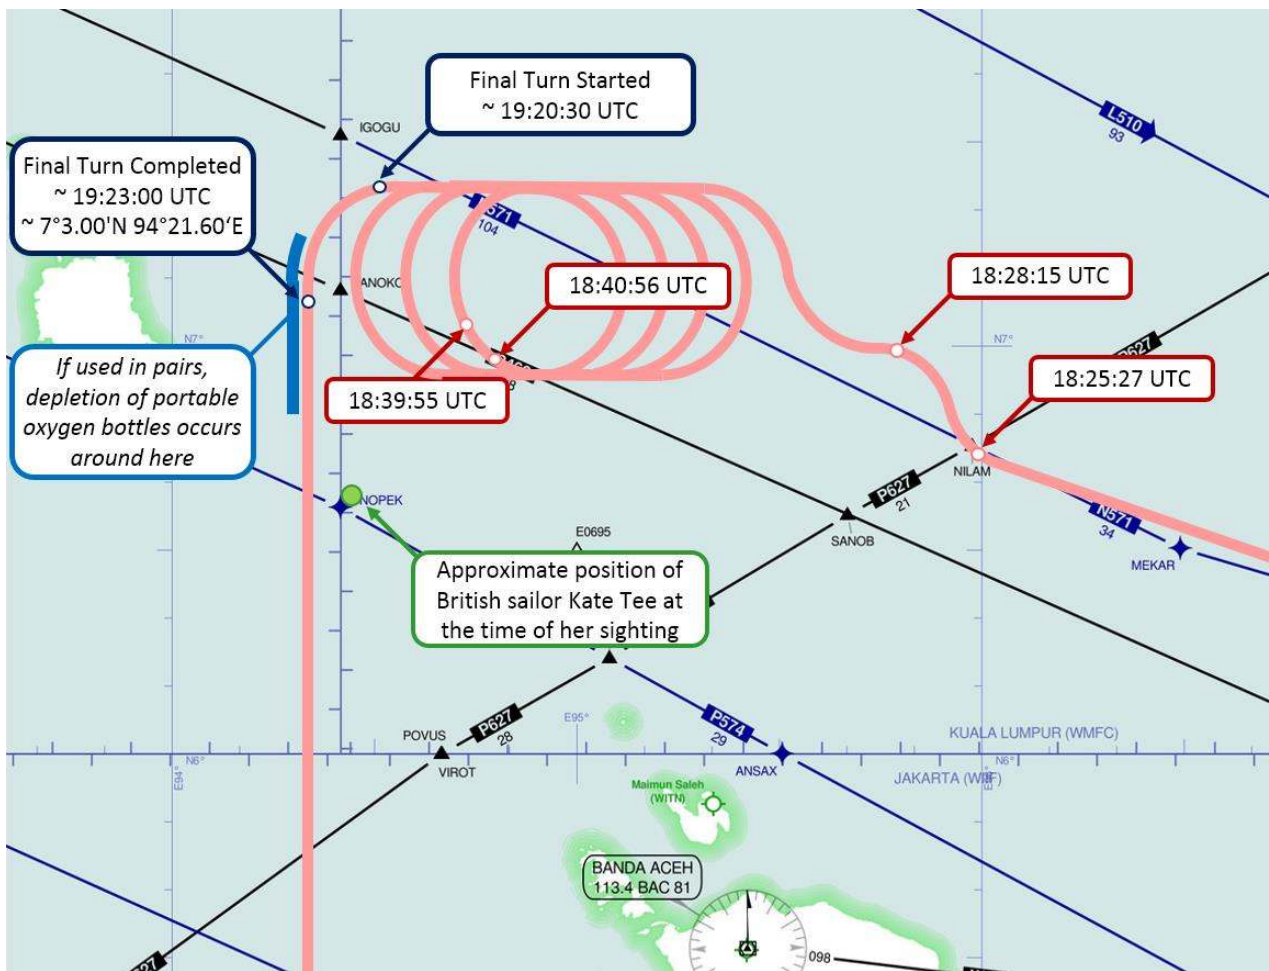 L510
93
Final Turn Started
~ 19:20:30 UTC
IGOGU
Final Turn Completed
~ 19:23:00 UTC
~ 7°3.00'N 94°21.60‘E
571
104
ANOKO
18:40:56 UTC
18:28:15 UTC
N7°
N7°
P627
If used in pairs,
depletion of portable
oxygen bottles occurs
around here
18:39:55 UTC
8
18:25:27 UTC
NILAM
NOPEK
P627
21
N571
34
SANOB
E0695
MEKAR
Approximate position of
British sailor Kate Tee at
the time of her sighting
P627
28
E95°
P574
29
POVUS
VIROT
KUALA LUMPUR (WMFC)
N6°
N6°
E94°
ANSAX
JAKARTA (WIIF)
Maimun Saleh
(WITN)
BANDA ACEH
113.4 BAC 81
098